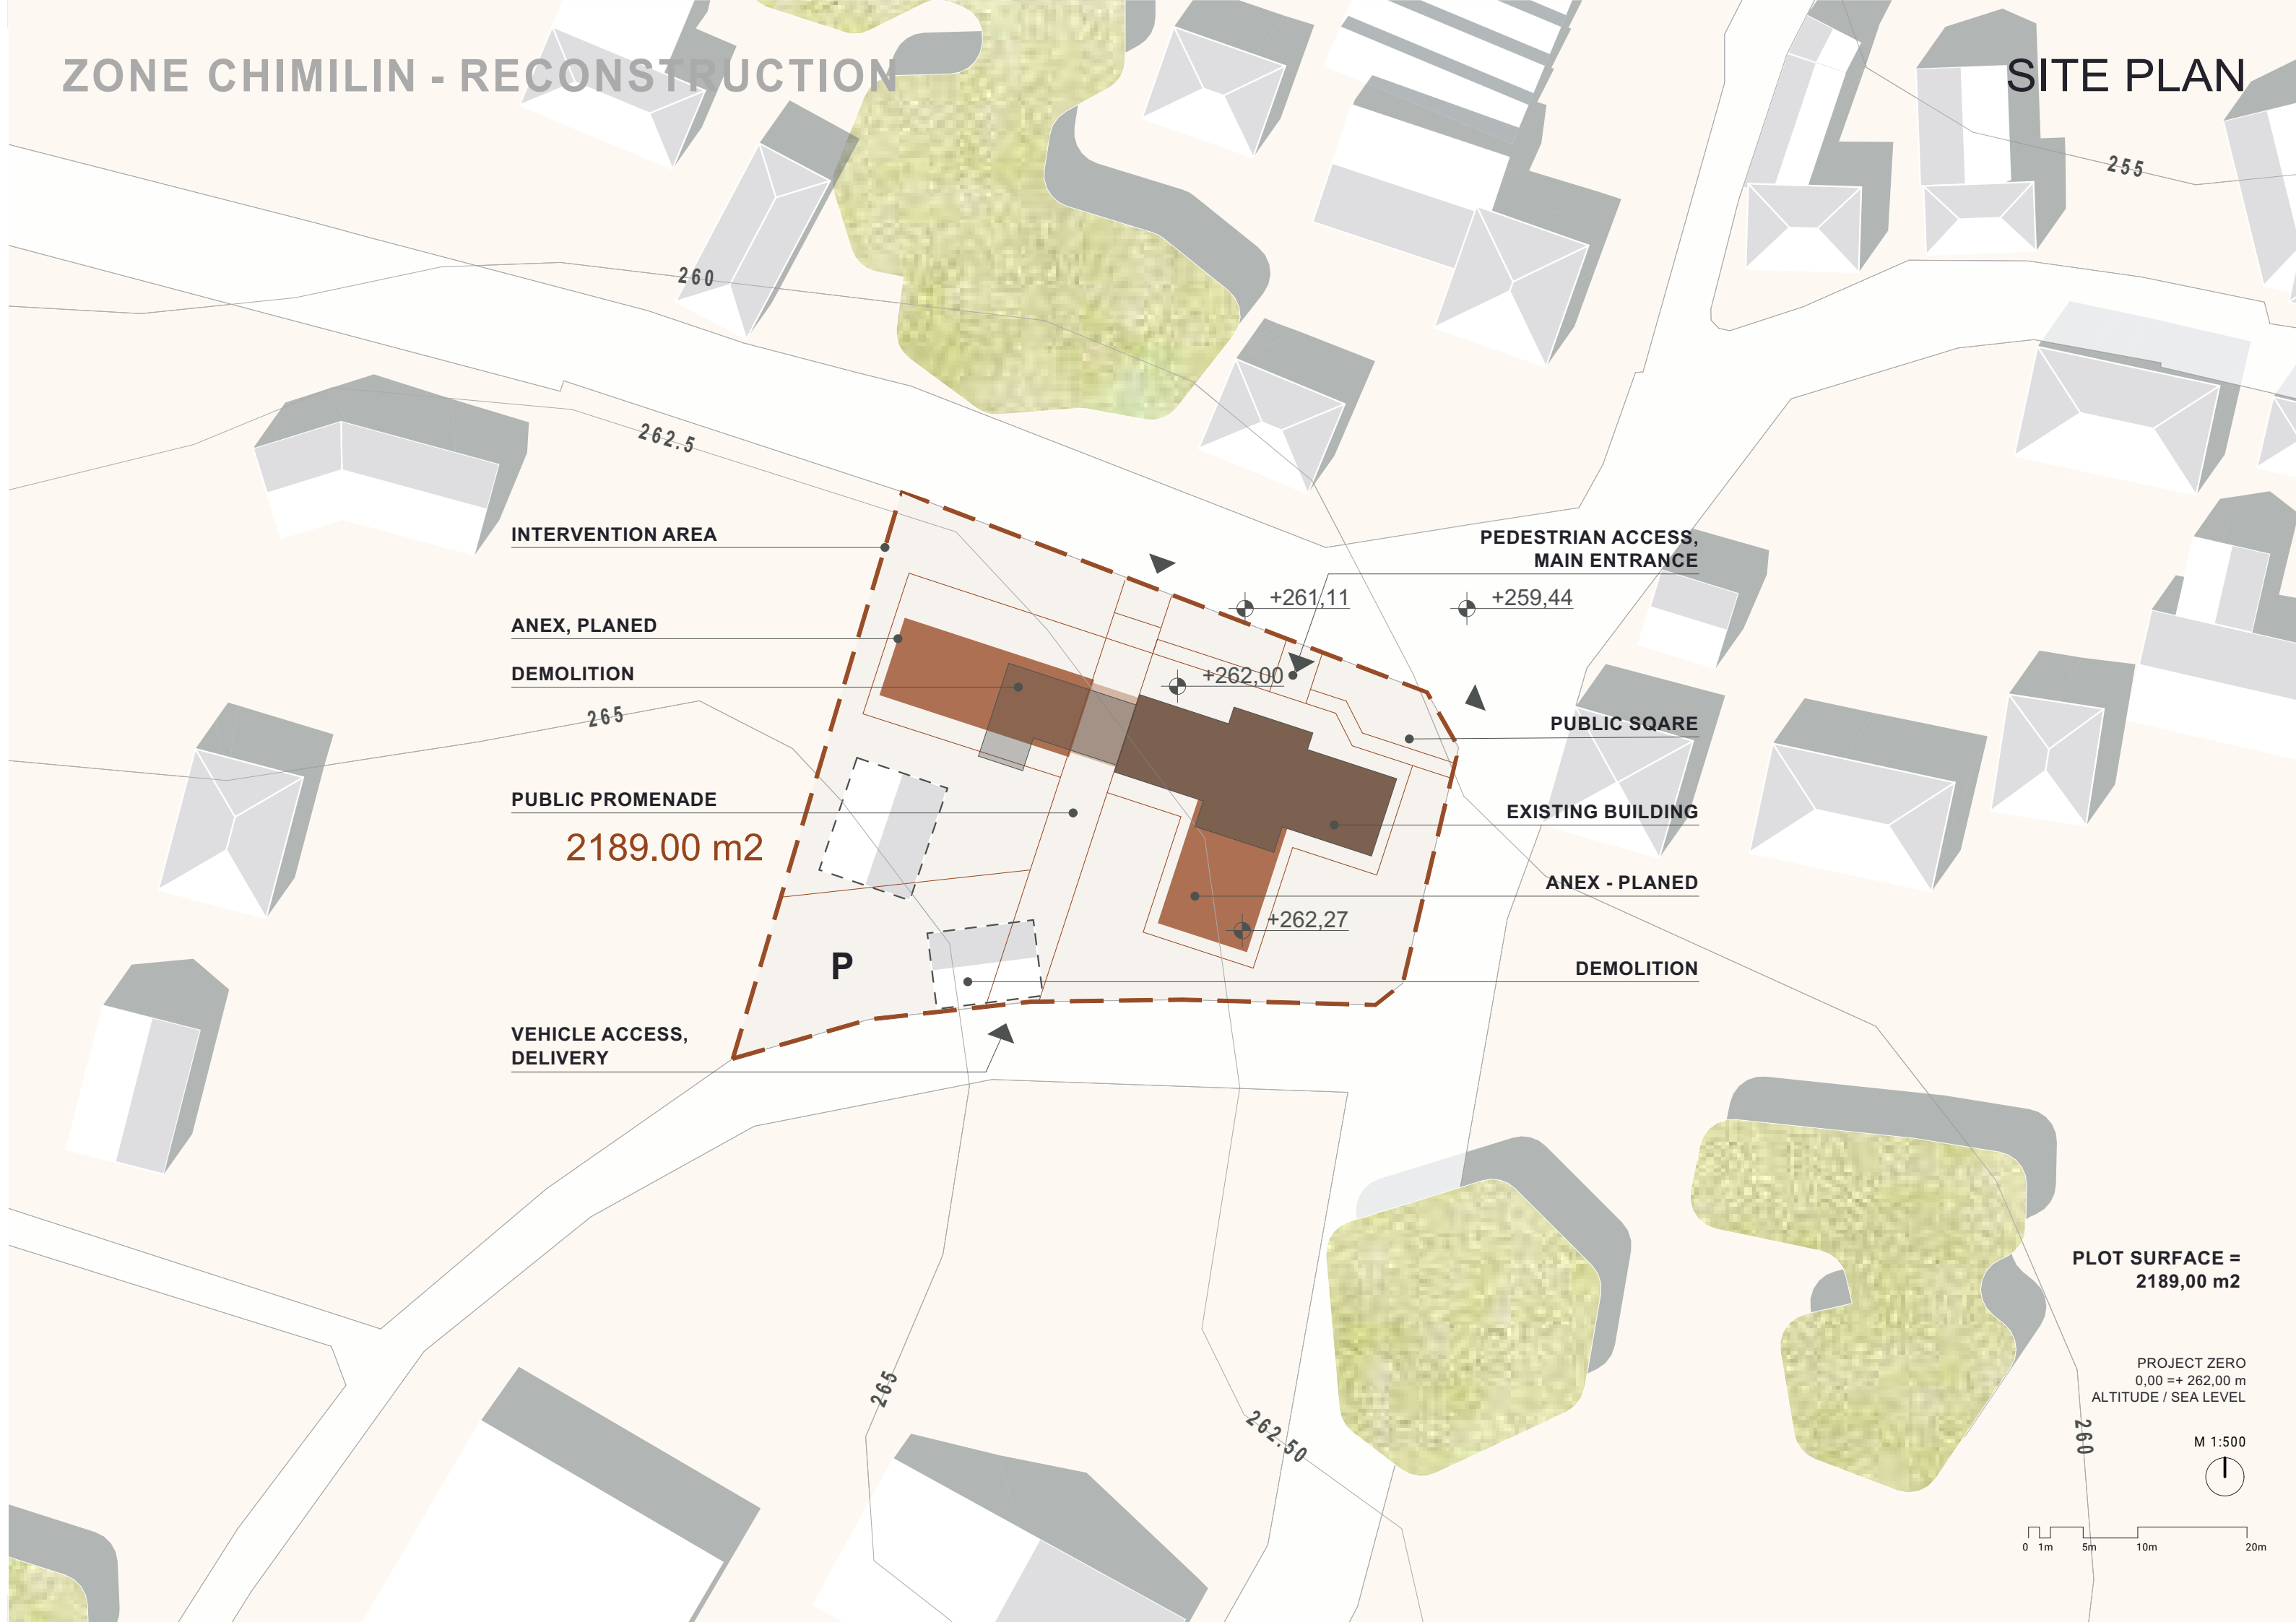 ZONE CHIMILIN - RECONSTRUCTION
SITE PLAN
255
260
262.5
INTERVENTION AREA
PEDESTRIAN ACCESS,
MAIN ENTRANCE
+261,11
+259,44
ANEX, PLANED
DEMOLITION
+262,00
265
PUBLIC SQARE
PUBLIC PROMENADE
2189.00 m2
EXISTING BUILDING
ANEX - PLANED
+262,27
P
DEMOLITION
VEHICLE ACCESS,
DELIVERY
PLOT SURFACE =
2189,00 m2
PROJECT ZERO
0,00 =+ 262,00 m
ALTITUDE / SEA LEVEL
265
262.50
260
M 1:500
0 1m 5m 10m 20m